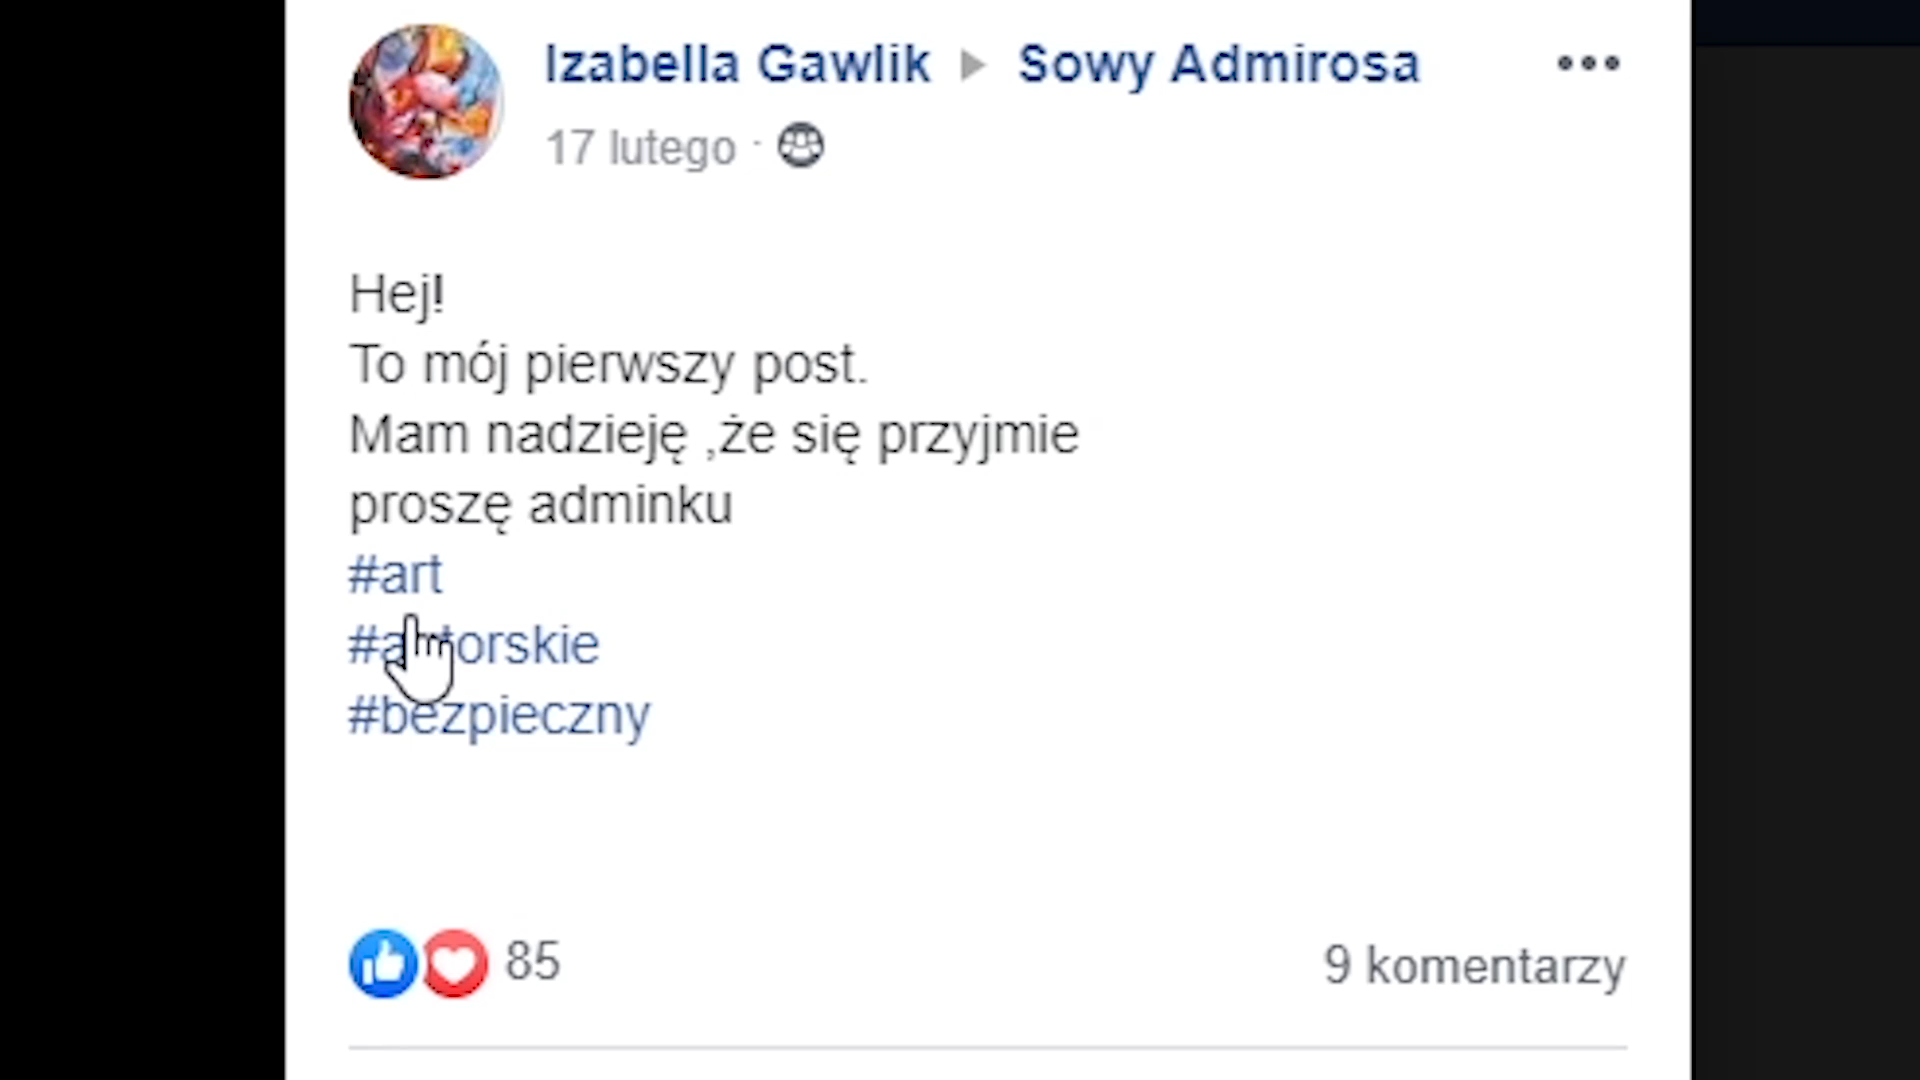 Izabella Gawlik ▸ Sowy Admirosa
17 lutego ·
Hej!
To mój pierwszy post.
Mam nadzieję ,że się przyjmie
proszę adminku
#art
#autorskie
#bezpieczny
85
9 komentarzy